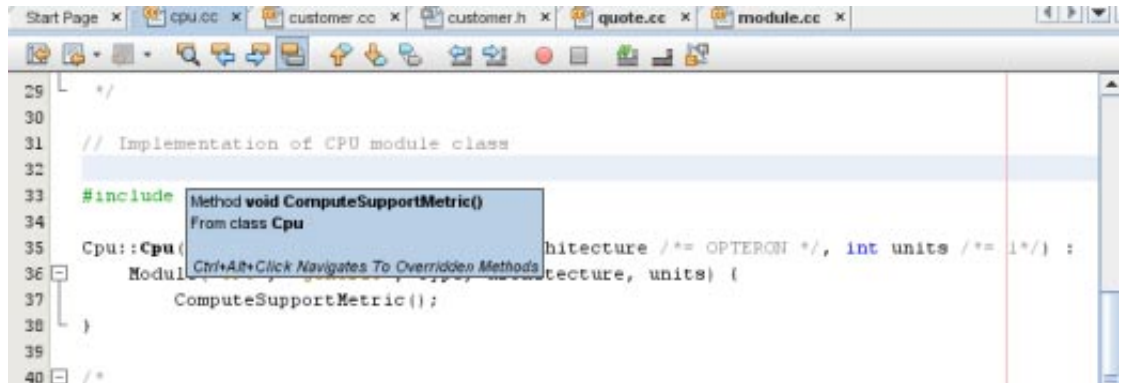 Start Page cpu.cc customer.cc customer.h quote.cc module.cc
29 */
30
31 // Implementation of CPU module class
32
33 #include
34
35 Cpu::Cpu( hitecture /*= OPTERON */, int units /*= 1*/) :
36 Modul architecture, units) {
37 ComputeSupportMetric();
38 }
39
40 /*
Method void ComputeSupportMetric()
From class Cpu
Ctrl+Alt+Click Navigates To Overridden Methods